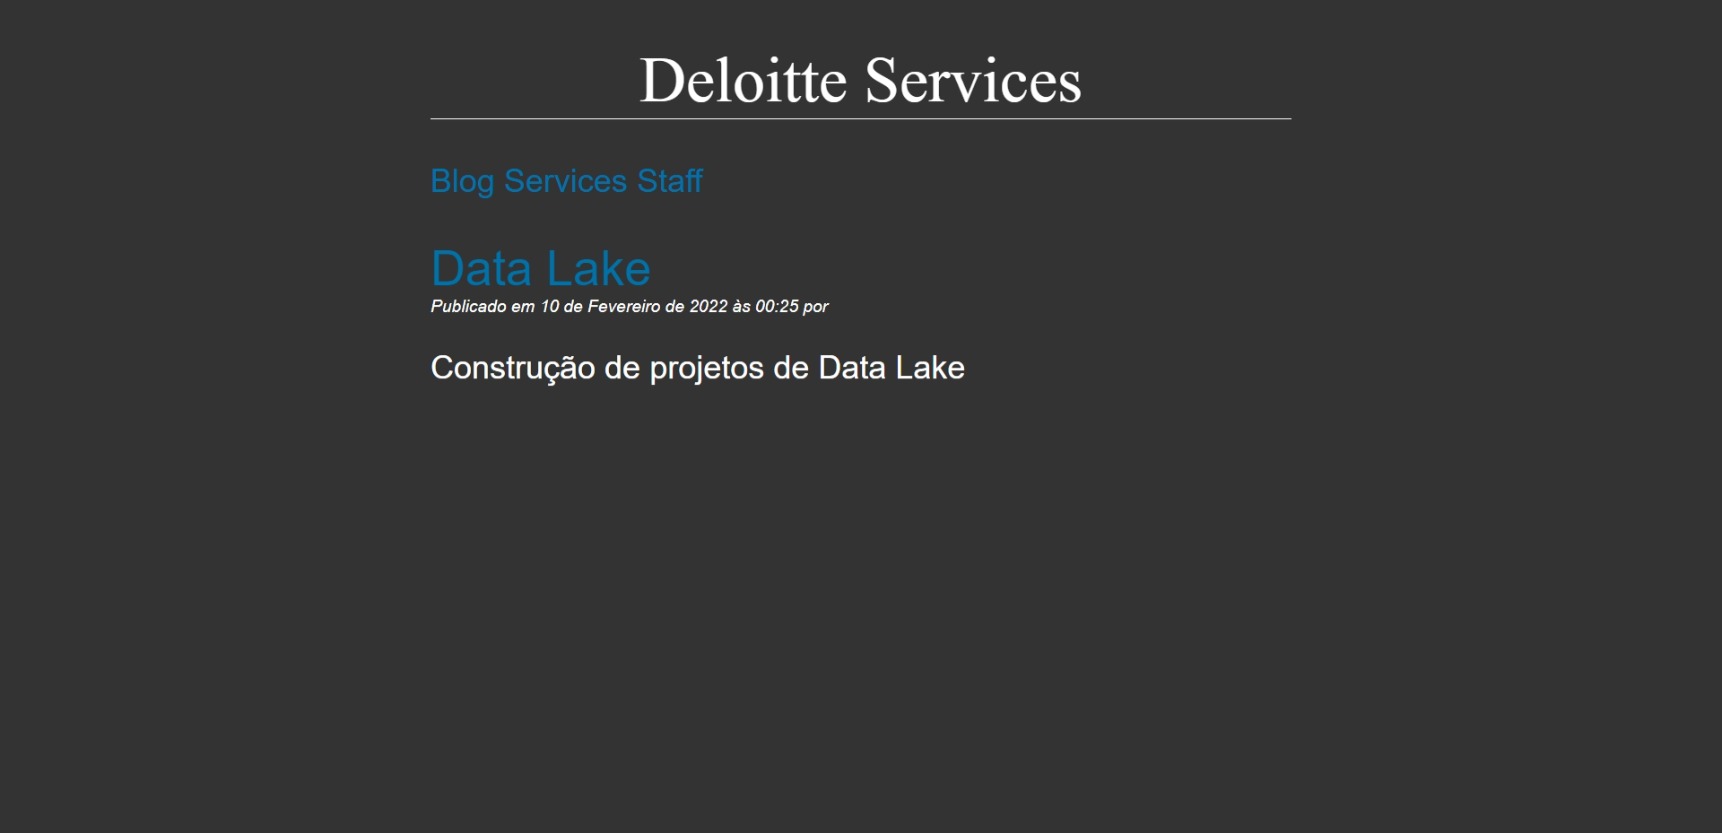 Deloitte Services
Blog Services Staff
Data Lake
Publicado em 10 de Fevereiro de 2022 às 00:25 por
Construção de projetos de Data Lake